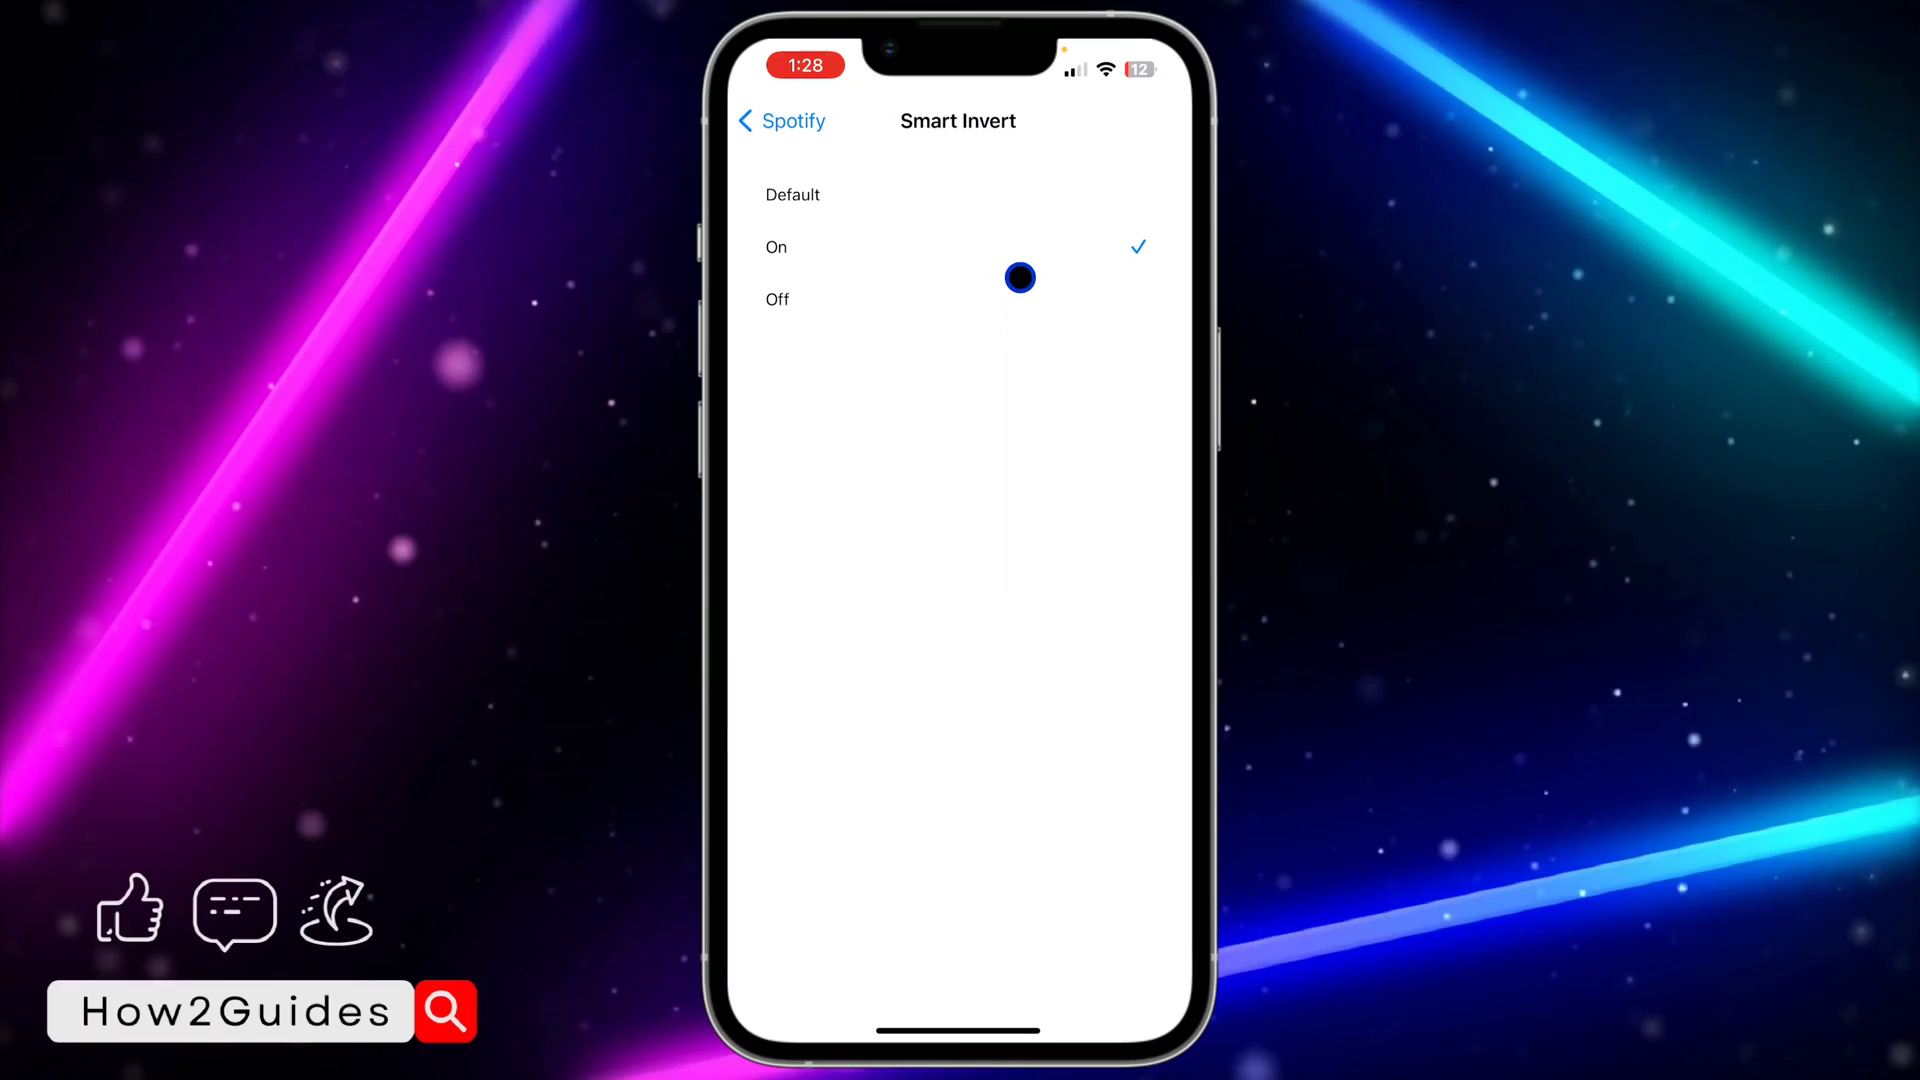 1:28
12
Spotify
Smart Invert
Default
On
Off
How2Guides